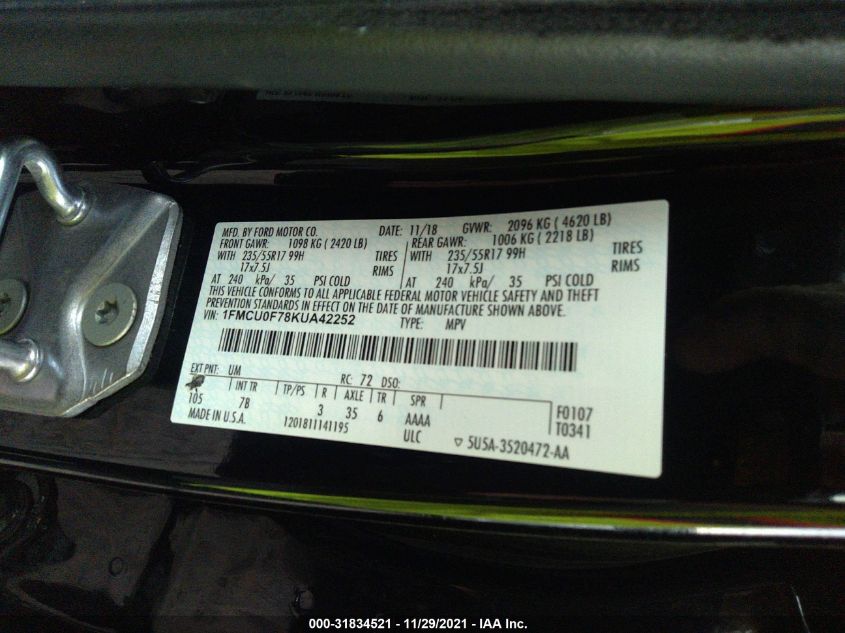 MFD. BY FORD MOTOR CO. DATE: 11/18 GVWR: 2096 KG ( 4620 LB)
FRONT GAWR: 1098 KG ( 2420 LB) REAR GAWR: 1006 KG ( 2218 LB)
WITH 235/55R17 99H TIRES WITH 235/55R17 99H TIRES
17x7.5J RIMS 17x7.5J RIMS
AT 240 kPa/ 35 PSI COLD AT 240 kPa/ 35 PSI COLD
THIS VEHICLE CONFORMS TO ALL APPLICABLE FEDERAL MOTOR VEHICLE SAFETY AND THEFT
PREVENTION STANDARDS IN EFFECT ON THE DATE OF MANUFACTURE SHOWN ABOVE.
VIN: 1FMCU0F78KUA42252 TYPE: MPV
EXT PNT: UM RC: 72 DSO:
INT TR TP/PS R AXLE TR SPR
105 7B 3 35 6 AAAA F0107
MADE IN U.S.A. 1201811141195 ULC T0341
▽ 5U5A-3520472-AA
000-31834521 - 11/29/2021 - IAA Inc.